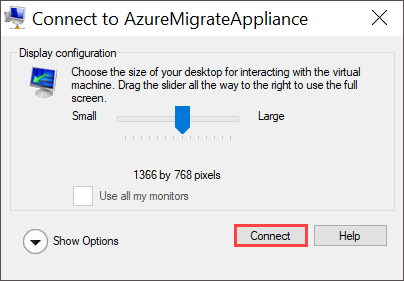 Connect to AzureMigrateAppliance
Display configuration
Choose the size of your desktop for interacting with the virtual
machine. Drag the slider all the way to the right to use the full
screen.
Small
Large
1366 by 768 pixels
Use all my monitors
Show Options
Connect
Help